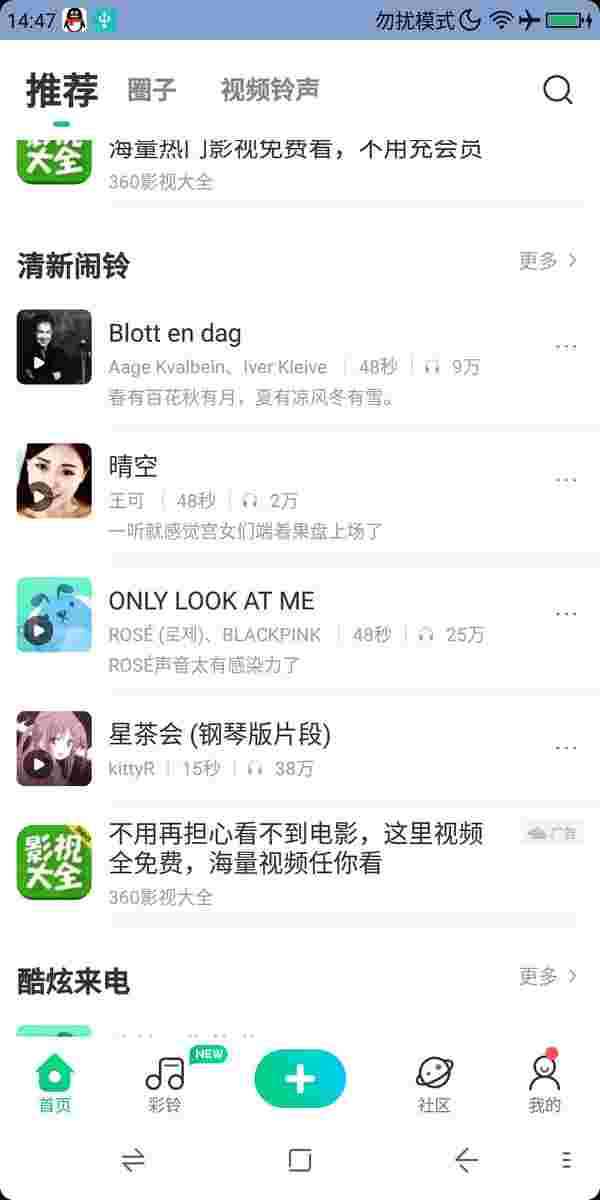 14:47
勿扰模式
推荐
圈子
视频铃声
影视
大全
海量热门影视免费看，不用充会员
360影视大全
清新闹铃
更多
Blott en dag
Aage Kvalbein、Iver Kleive
48秒
9万
春有百花秋有月，夏有凉风冬有雪。
晴空
王可
48秒
2万
一听就感觉宫女们端着果盘上场了
ONLY LOOK AT ME
ROSÉ (로제)、BLACKPINK
48秒
25万
ROSÉ声音太有感染力了
星茶会 (钢琴版片段)
kittyR
15秒
38万
影视
大全
不用再担心看不到电影，这里视频
全免费，海量视频任你看
广告
360影视大全
酷炫来电
更多
首页
NEW
彩铃
社区
我的